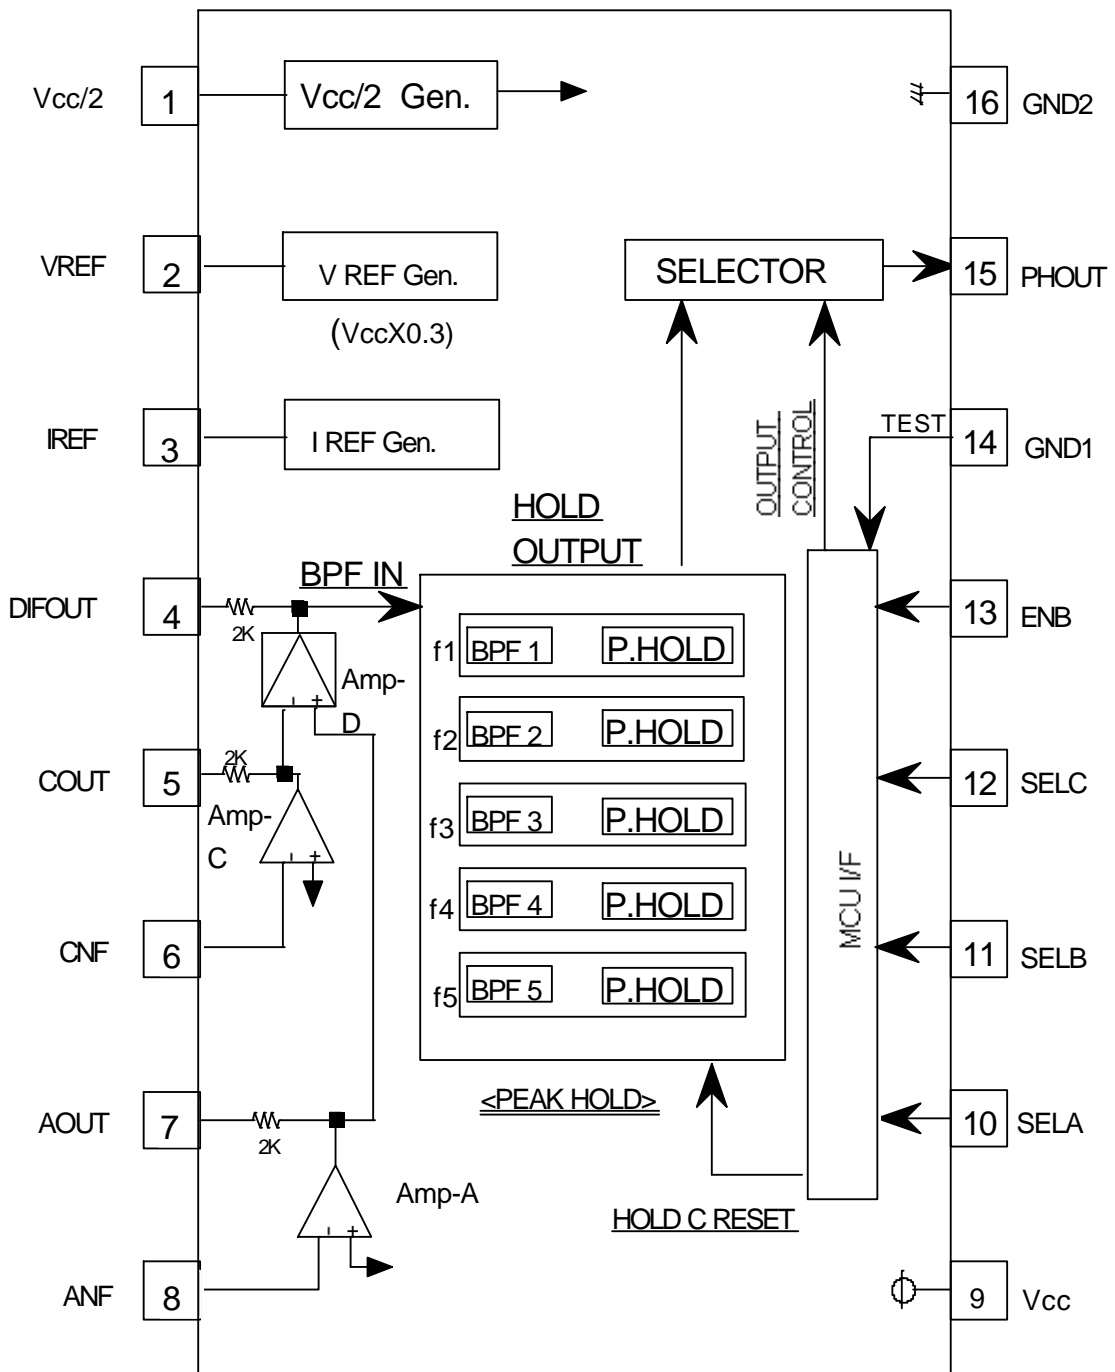 Vcc/2
1
Vcc/2 Gen.
16
GND2
VREF
2
V REF Gen.
(VccX0.3)
SELECTOR
15
PHOUT
IREF
3
I REF Gen.
OUTPUT
CONTROL
TEST
14
GND1
HOLD
OUTPUT
BPF IN
DIFOUT
4
2K
Amp-
D
f1
BPF 1
P.HOLD
13
ENB
f2
BPF 2
P.HOLD
COUT
5
2K
Amp-
C
12
SELC
f3
BPF 3
P.HOLD
MCU I/F
f4
BPF 4
P.HOLD
CNF
6
11
SELB
f5
BPF 5
P.HOLD
<PEAK HOLD>
AOUT
7
2K
10
SELA
Amp-A
HOLD C RESET
ANF
8
9
Vcc
- +
- +
- +